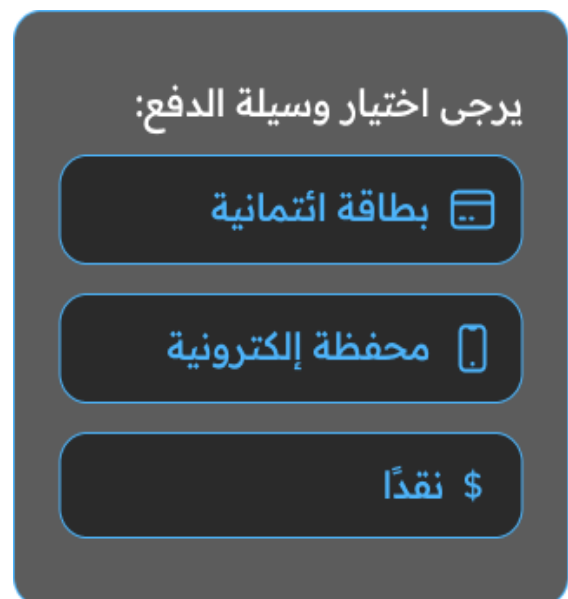 يرجى اختيار وسيلة الدفع:
بطاقة ائتمانية
محفظة إلكترونية
$ نقدًا